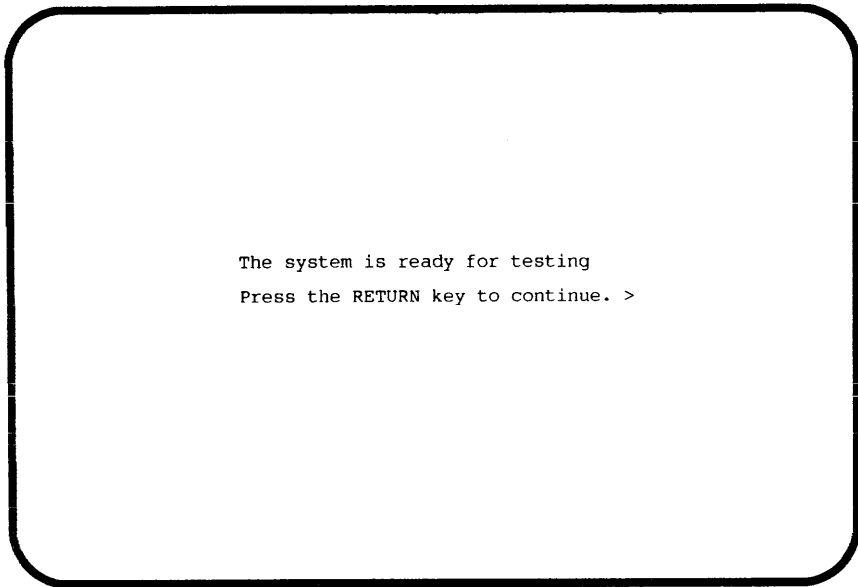 The system is ready for testing
Press the RETURN key to continue. >